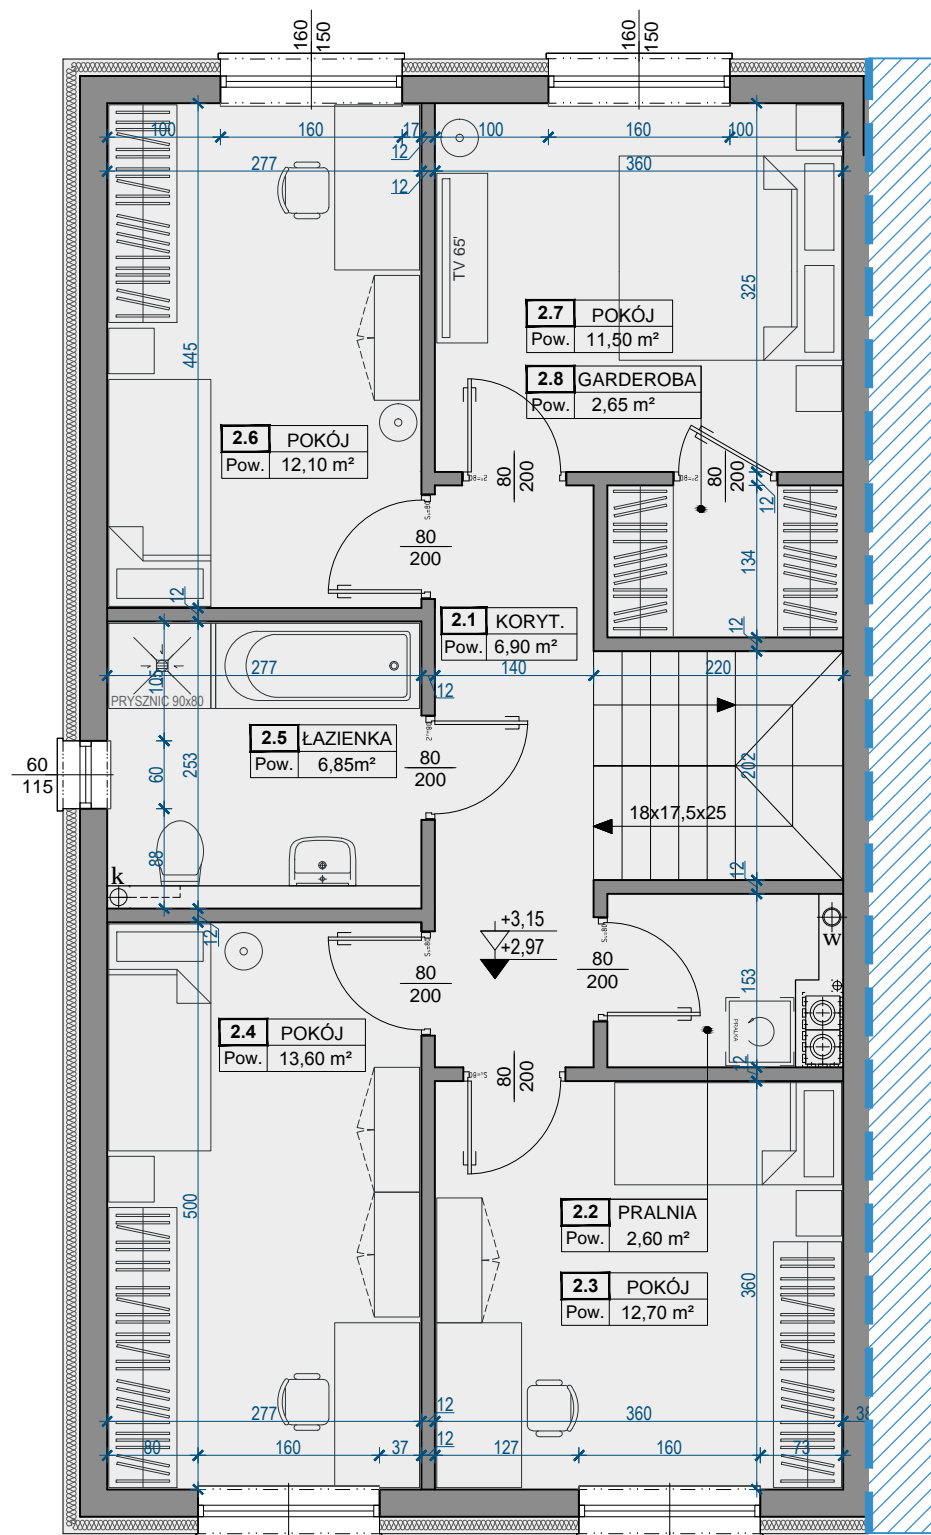 160
150
160
150
100
160
17
12
100
160
100
277
12
360
TV 65'
325
2.7 POKÓJ
Pow. 11,50 m²
445
2.8 GARDEROBA
Pow. 2,65 m²
2.6 POKÓJ
Pow. 12,10 m²
80
200
80
200
12
80
200
134
12
12
2.1 KORYT.
Pow. 6,90 m²
277
140
220
12
105
PRYSZNIC 90x80
2.5 ŁAZIENKA
Pow. 6,85m²
60
115
60
253
80
200
202
18x17,5x25
88
12
k
12
+3,15
+2,97
w
80
200
80
200
153
2.4 POKÓJ
Pow. 13,60 m²
PRALKA
12
80
200
500
2.2 PRALNIA
Pow. 2,60 m²
2.3 POKÓJ
Pow. 12,70 m²
360
277
12
360
38
80
160
37
12
127
160
73